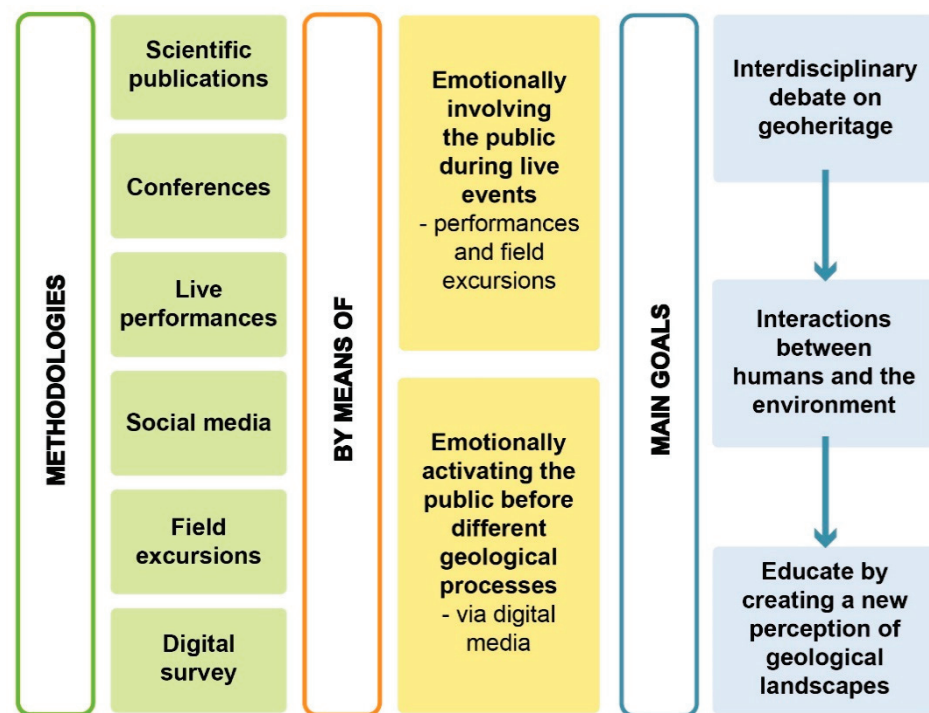 METHODOLOGIES
Scientific
publications
Conferences
Live
performances
Social media
Field
excursions
Digital
survey
BY MEANS OF
Emotionally
involving
the public
during live
events
- performances
and field
excursions
Emotionally
activating the
public before
different
geological
processes
- via digital
media
MAIN GOALS
Interdisciplinary
debate on
geoheritage
Interactions
between
humans and the
environment
Educate by
creating a new
perception of
geological
landscapes